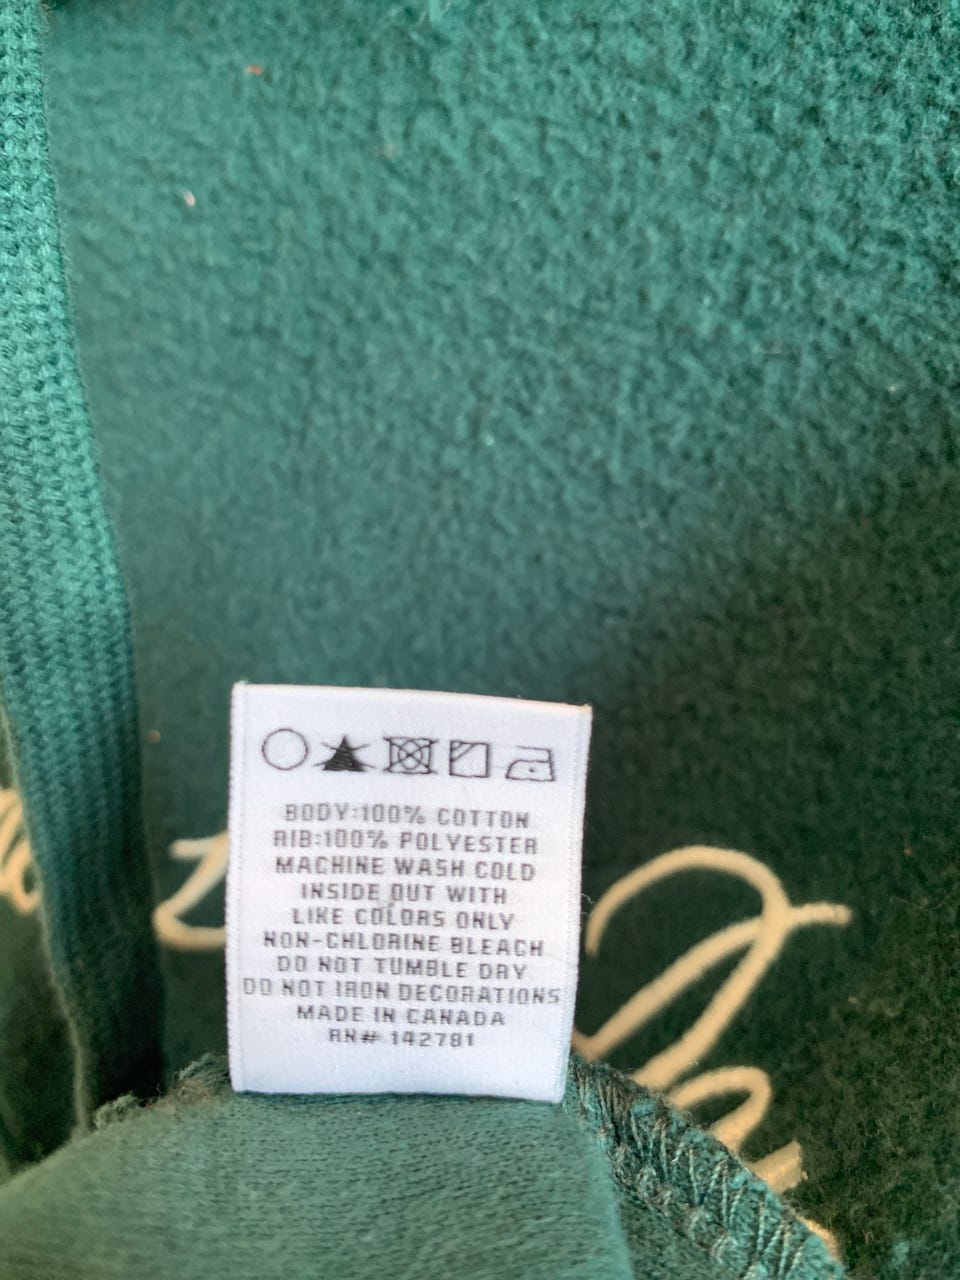 BODY:100% COTTON
RIB:100% POLYESTER
MACHINE WASH COLD
INSIDE OUT WITH
LIKE COLORS ONLY
NON-CHLORINE BLEACH
DO NOT TUMBLE DRY
DO NOT IRON DECORATIONS
MADE IN CANADA
RN# 142781